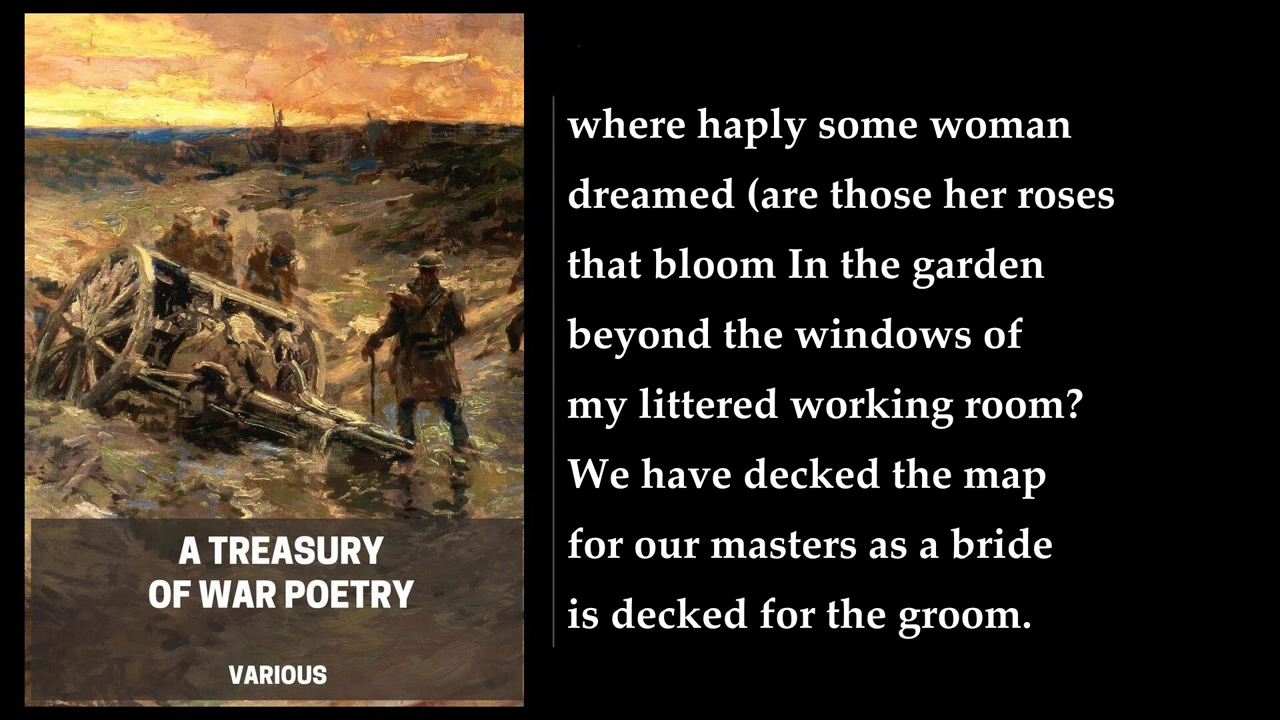 A TREASURY
OF WAR POETRY
VARIOUS
where haply some woman
dreamed (are those her roses
that bloom In the garden
beyond the windows of
my littered working room?
We have decked the map
for our masters as a bride
is decked for the groom.